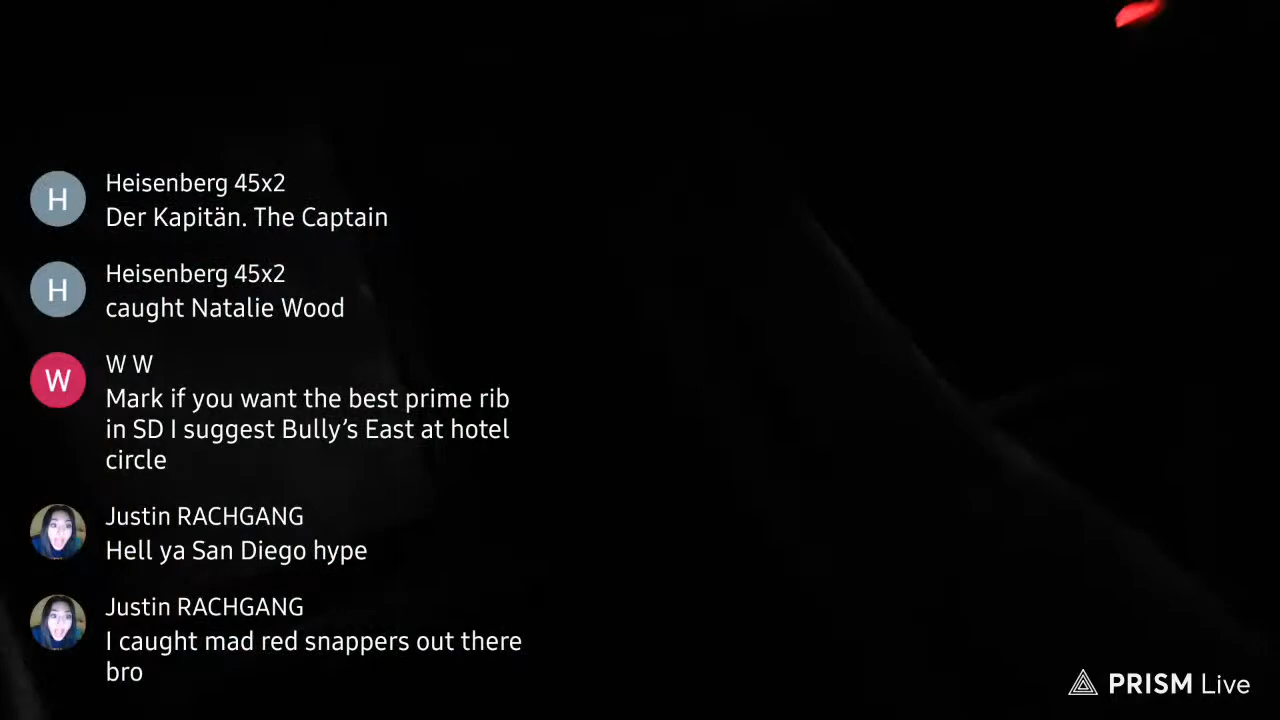 H
Heisenberg 45x2
Der Kapitän. The Captain
H
Heisenberg 45x2
caught Natalie Wood
W
W W
Mark if you want the best prime rib
in SD I suggest Bully’s East at hotel
circle
Justin RACHGANG
Hell ya San Diego hype
Justin RACHGANG
I caught mad red snappers out there
bro
PRISM Live